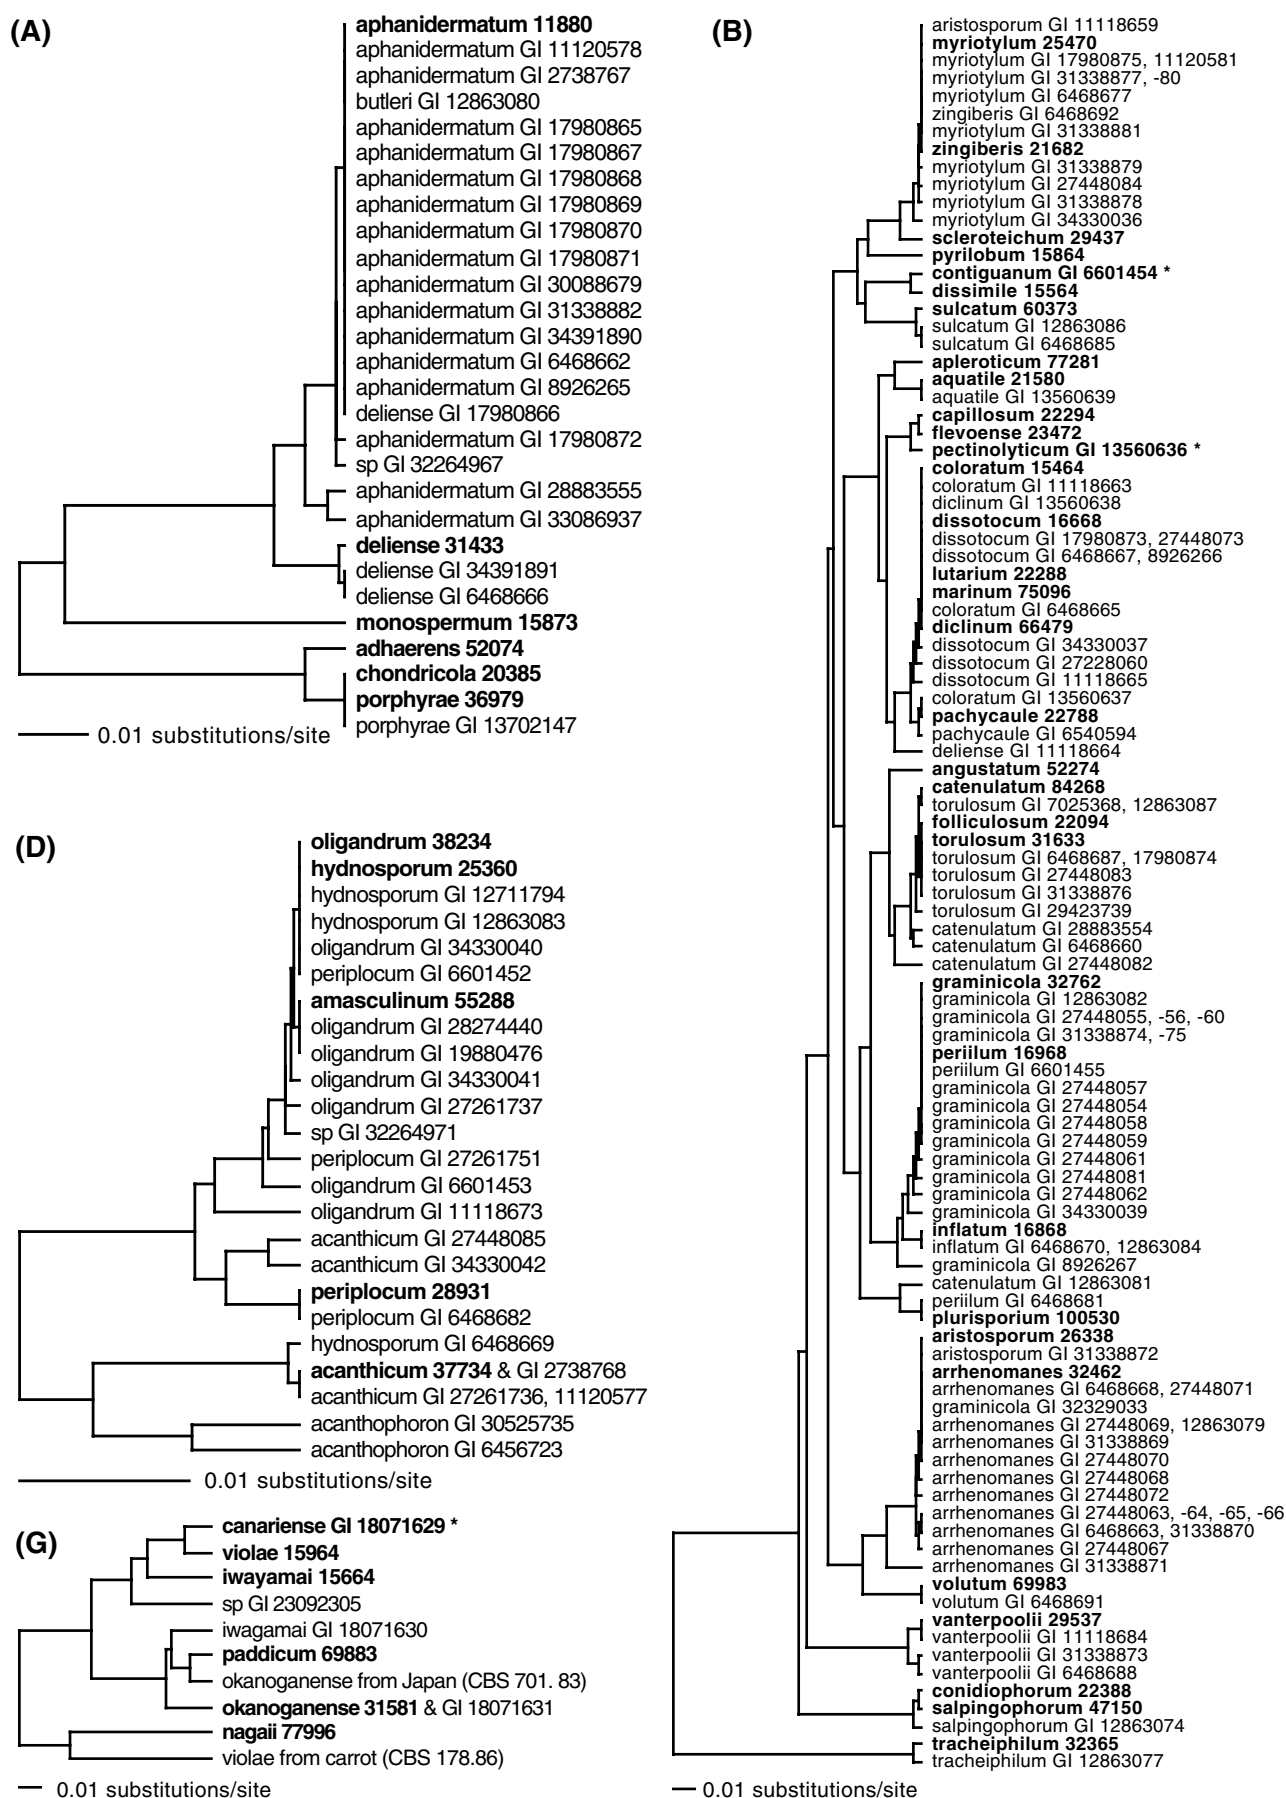 (A)
aphanidermatum 11880
aphanidermatum GI 11120578
aphanidermatum GI 2738767
butleri GI 12863080
aphanidermatum GI 17980865
aphanidermatum GI 17980867
aphanidermatum GI 17980868
aphanidermatum GI 17980869
aphanidermatum GI 17980870
aphanidermatum GI 17980871
aphanidermatum GI 30088679
aphanidermatum GI 31338882
aphanidermatum GI 34391890
aphanidermatum GI 6468662
aphanidermatum GI 8926265
deliense GI 17980866
aphanidermatum GI 17980872
sp GI 32264967
aphanidermatum GI 28883555
aphanidermatum GI 33086937
deliense 31433
deliense GI 34391891
deliense GI 6468666
monospermum 15873
adhaerens 52074
chondricola 20385
porphyrae 36979
porphyrae GI 13702147
0.01 substitutions/site
(D)
oligandrum 38234
hydnosporum 25360
hydnosporum GI 12711794
hydnosporum GI 12863083
oligandrum GI 34330040
periplocum GI 6601452
amasculinum 55288
oligandrum GI 28274440
oligandrum GI 19880476
oligandrum GI 34330041
oligandrum GI 27261737
sp GI 32264971
periplocum GI 27261751
oligandrum GI 6601453
oligandrum GI 11118673
acanthicum GI 27448085
acanthicum GI 34330042
periplocum 28931
periplocum GI 6468682
hydnosporum GI 6468669
acanthicum 37734 & GI 2738768
acanthicum GI 27261736, 11120577
acanthophoron GI 30525735
acanthophoron GI 6456723
0.01 substitutions/site
(G)
canariense GI 18071629 *
violae 15964
iwayamai 15664
sp GI 23092305
iwagamai GI 18071630
paddicum 69883
okanoganense from Japan (CBS 701. 83)
okanoganense 31581 & GI 18071631
nagaii 77996
violae from carrot (CBS 178.86)
0.01 substitutions/site
(B)
aristosporum GI 11118659
myriotylum 25470
myriotylum GI 17980875, 11120581
myriotylum GI 31338877, -80
myriotylum GI 6468677
zingiberis GI 6468692
myriotylum GI 31338881
zingiberis 21682
myriotylum GI 31338879
myriotylum GI 27448084
myriotylum GI 31338878
myriotylum GI 34330036
scleroteichum 29437
pyrilobum 15864
contiguanum GI 6601454 *
dissimile 15564
sulcatum 60373
sulcatum GI 12863086
sulcatum GI 6468685
apleroticum 77281
aquatile 21580
aquatile GI 13560639
capillosum 22294
flevoense 23472
pectinolyticum GI 13560636 *
coloratum 15464
coloratum GI 11118663
diclinum GI 13560638
dissotocum 16668
dissotocum GI 17980873, 27448073
dissotocum GI 6468667, 8926266
lutarium 22288
marinum 75096
coloratum GI 6468665
diclinum 66479
dissotocum GI 34330037
dissotocum GI 27228060
dissotocum GI 11118665
coloratum GI 13560637
pachycaule 22788
pachycaule GI 6540594
deliense GI 11118664
angustatum 52274
catenulatum 84268
torulosum GI 7025368, 12863087
folliculosum 22094
torulosum 31633
torulosum GI 6468687, 17980874
torulosum GI 27448083
torulosum GI 31338876
torulosum GI 29423739
catenulatum GI 28883554
catenulatum GI 6468660
catenulatum GI 27448082
graminicola 32762
graminicola GI 12863082
graminicola GI 27448055, -56, -60
graminicola GI 31338874, -75
periilum 16968
periilum GI 6601455
graminicola GI 27448057
graminicola GI 27448054
graminicola GI 27448058
graminicola GI 27448059
graminicola GI 27448061
graminicola GI 27448081
graminicola GI 27448062
graminicola GI 34330039
inflatum 16868
inflatum GI 6468670, 12863084
graminicola GI 8926267
catenulatum GI 12863081
periilum GI 6468681
plurisporium 100530
aristosporum 26338
aristosporum GI 31338872
arrhenomanes 32462
arrhenomanes GI 6468668, 27448071
graminicola GI 32329033
arrhenomanes GI 27448069, 12863079
arrhenomanes GI 31338869
arrhenomanes GI 27448070
arrhenomanes GI 27448068
arrhenomanes GI 27448072
arrhenomanes GI 27448063, -64, -65, -66
arrhenomanes GI 6468663, 31338870
arrhenomanes GI 27448067
arrhenomanes GI 31338871
volutum 69983
volutum GI 6468691
vanterpoolii 29537
vanterpoolii GI 11118684
vanterpoolii GI 31338873
vanterpoolii GI 6468688
conidiophorum 22388
salpingophorum 47150
salpingophorum GI 12863074
tracheiphilum 32365
tracheiphilum GI 12863077
0.01 substitutions/site